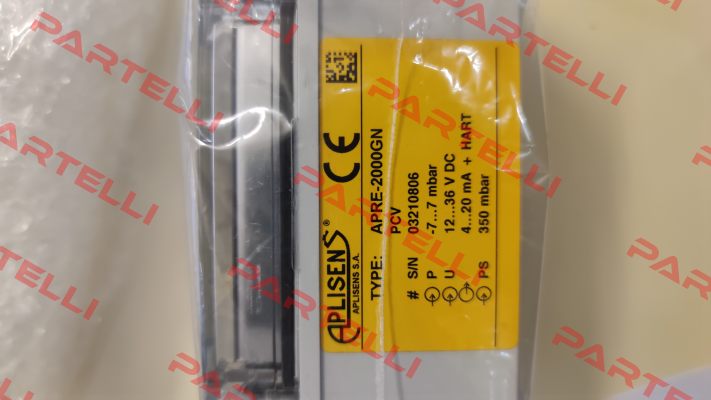 APLISENS®
APLISENS S.A.
CE
TYPE: APRE-2000GN
PCV
# S/N 03210806
P -7...7 mbar
U 12...36 V DC
4...20 mA + HART
PS 350 mbar
PARTELLI
PARTELLI
PARTELLI
PARTELLI
PARTELLI
PARTELLI
PARTELLI
PARTELLI
PARTELLI
PARTELLI